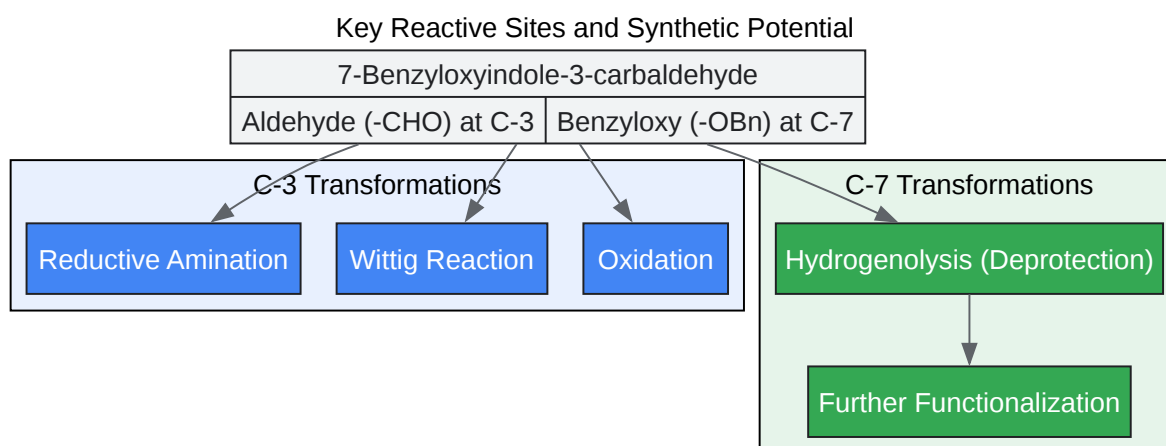 Key Reactive Sites and Synthetic Potential
7-Benzyloxyindole-3-carbaldehyde
Aldehyde (-CHO) at C-3
Benzyloxy (-OBn) at C-7
C-3 Transformations
C-7 Transformations
Reductive Amination
Wittig Reaction
Oxidation
Hydrogenolysis (Deprotection)
Further Functionalization